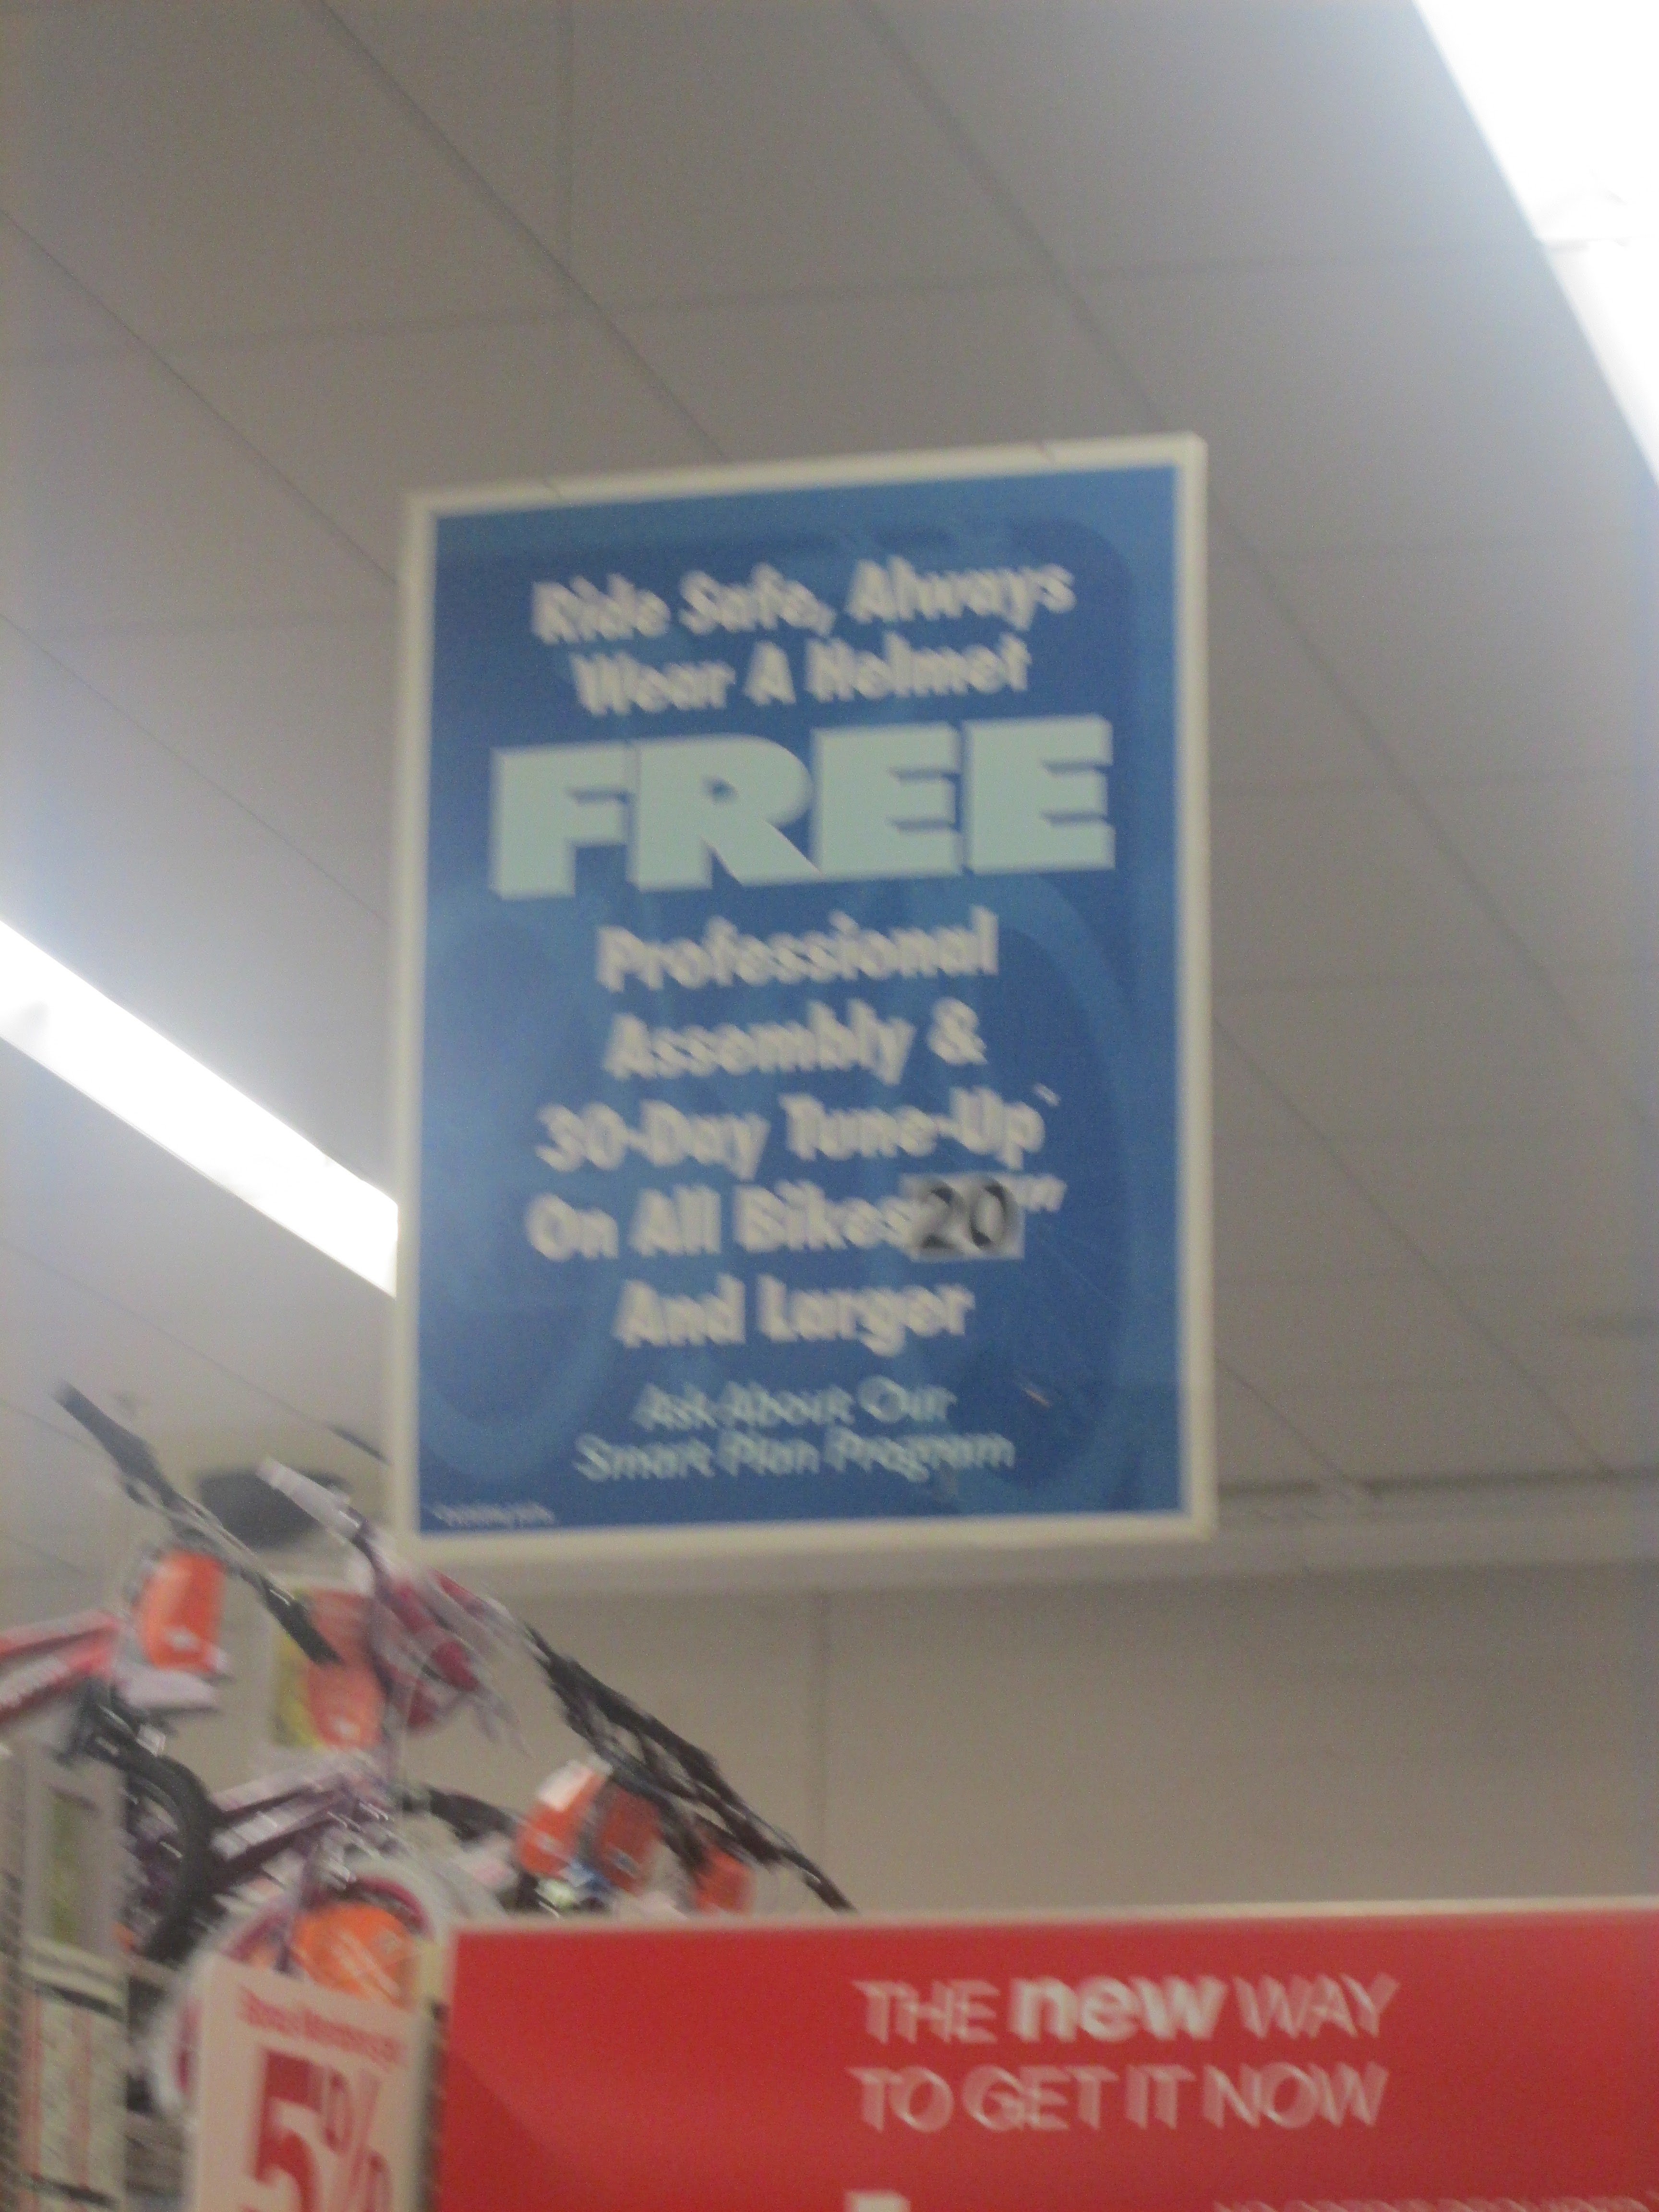 Ride Safe, Always
Wear A Helmet
FREE
Professional
Assembly &
30-Day Tune-Up*
On All Bikes 20"
And Larger
Ask About Our
Smart Plan Program
5%
THE new WAY
TO GET IT NOW